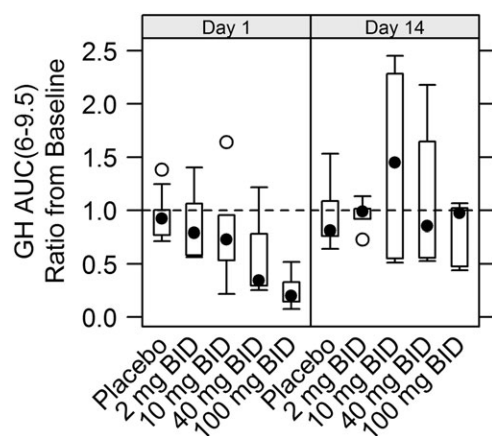 Day 1
Day 14
GH AUC(6-9.5)
Ratio from Baseline
2.5
2.0
1.5
1.0
0.5
0.0
Placebo
2 mg BID
10 mg BID
40 mg BID
100 mg BID
Placebo
2 mg BID
10 mg BID
40 mg BID
100 mg BID